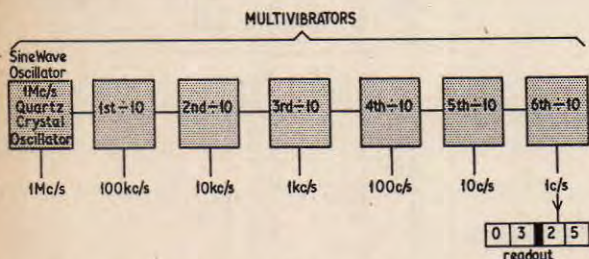 MULTIVIBRATORS
SineWave
Oscillator
1Mc/s
Quartz
Crystal
Oscillator
1st÷10
2nd÷10
3rd÷10
4th÷10
5th÷10
6th÷10
1Mc/s
100kc/s
10kc/s
1kc/s
100c/s
10c/s
1c/s
0 3 2 5
readout